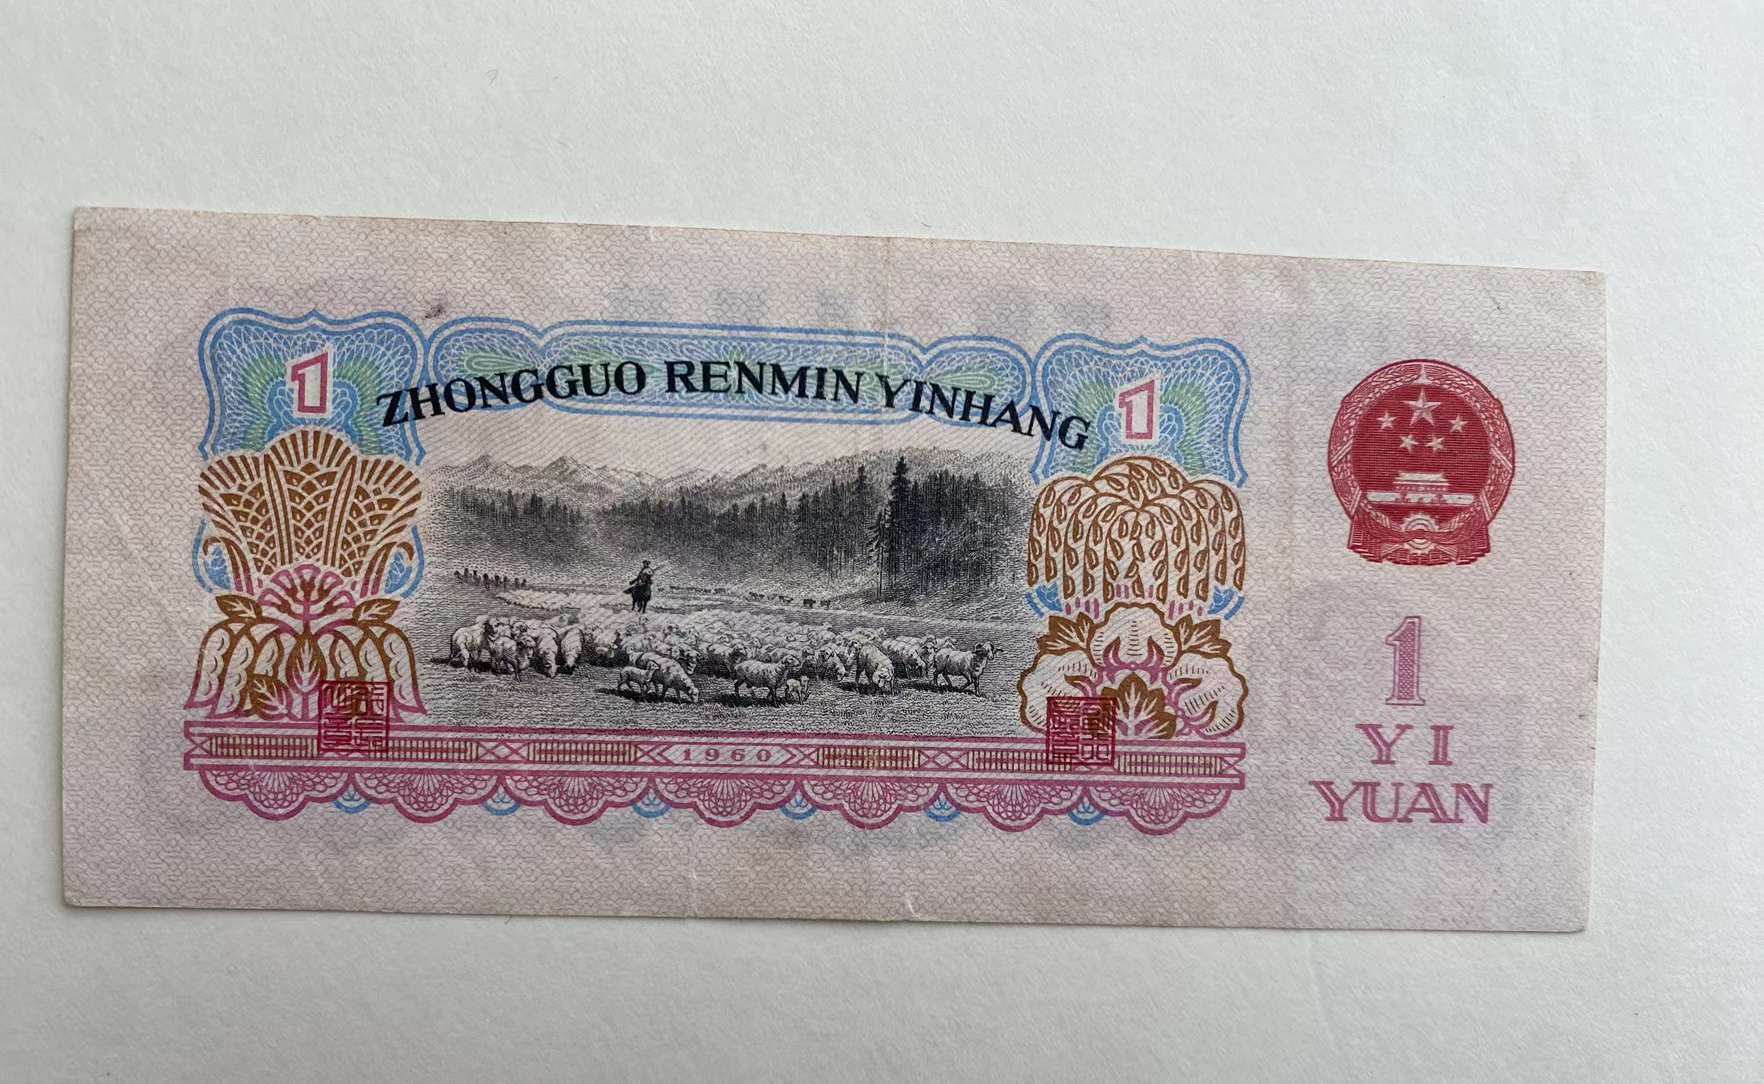 ZHONGGUO RENMIN YINHANG
1
1
1960
1
YI
YUAN